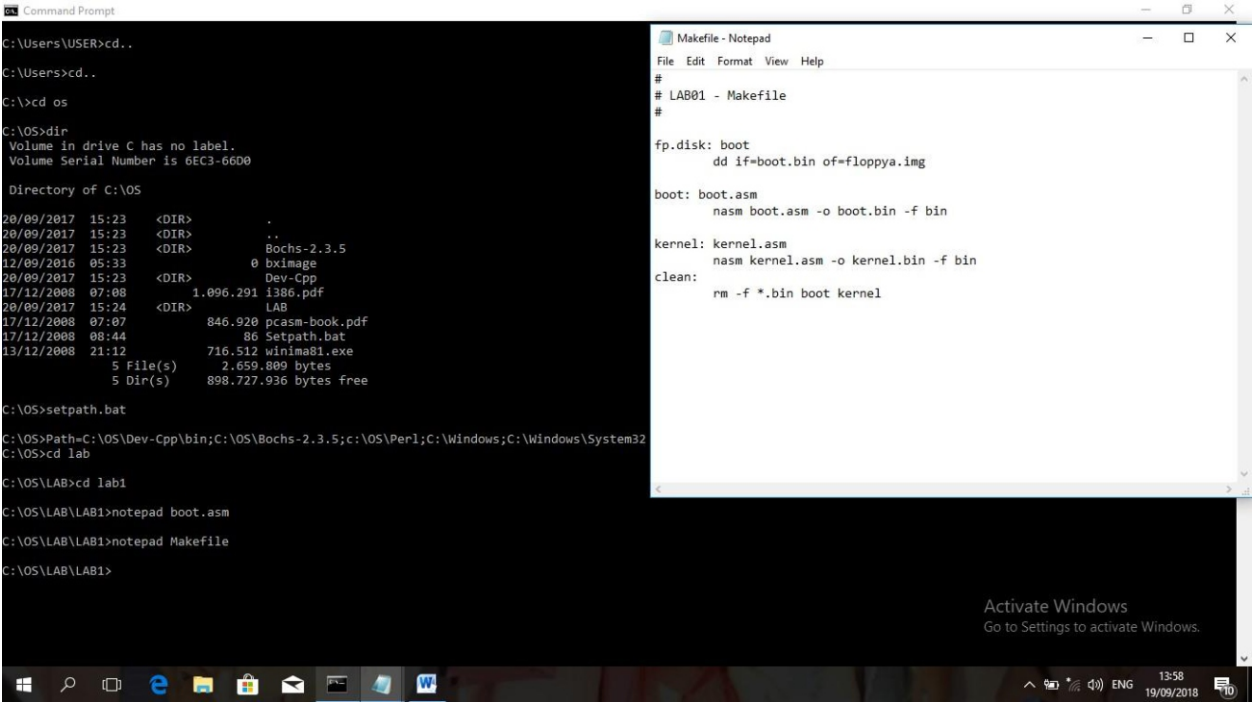 Command Prompt
C:\Users\USER>cd..
C:\Users>cd..
C:\>cd os
C:\OS>dir
 Volume in drive C has no label.
 Volume Serial Number is 6EC3-66D0
 Directory of C:\OS
20/09/2017  15:23    <DIR>          .
20/09/2017  15:23    <DIR>          ..
20/09/2017  15:23    <DIR>          Bochs-2.3.5
12/09/2016  05:33                 0 bximage
20/09/2017  15:23    <DIR>          Dev-Cpp
17/12/2008  07:08         1.096.291 i386.pdf
20/09/2017  15:24    <DIR>          LAB
17/12/2008  07:07           846.920 pcasm-book.pdf
17/12/2008  08:44                86 Setpath.bat
13/12/2008  21:12           716.512 winima81.exe
               5 File(s)      2.659.809 bytes
               5 Dir(s)     898.727.936 bytes free
C:\OS>setpath.bat
C:\OS>Path=C:\OS\Dev-Cpp\bin;C:\OS\Bochs-2.3.5;c:\OS\Perl;C:\Windows;C:\Windows\System32
C:\OS>cd lab
C:\OS\LAB>cd lab1
C:\OS\LAB\LAB1>notepad boot.asm
C:\OS\LAB\LAB1>notepad Makefile
C:\OS\LAB\LAB1>
Makefile - Notepad
File Edit Format View Help
#
# LAB01 - Makefile
#
fp.disk: boot
        dd if=boot.bin of=floppya.img
boot: boot.asm
        nasm boot.asm -o boot.bin -f bin
kernel: kernel.asm
        nasm kernel.asm -o kernel.bin -f bin
clean:
        rm -f *.bin boot kernel
Activate Windows
Go to Settings to activate Windows.
ENG
13:58
19/09/2018
10